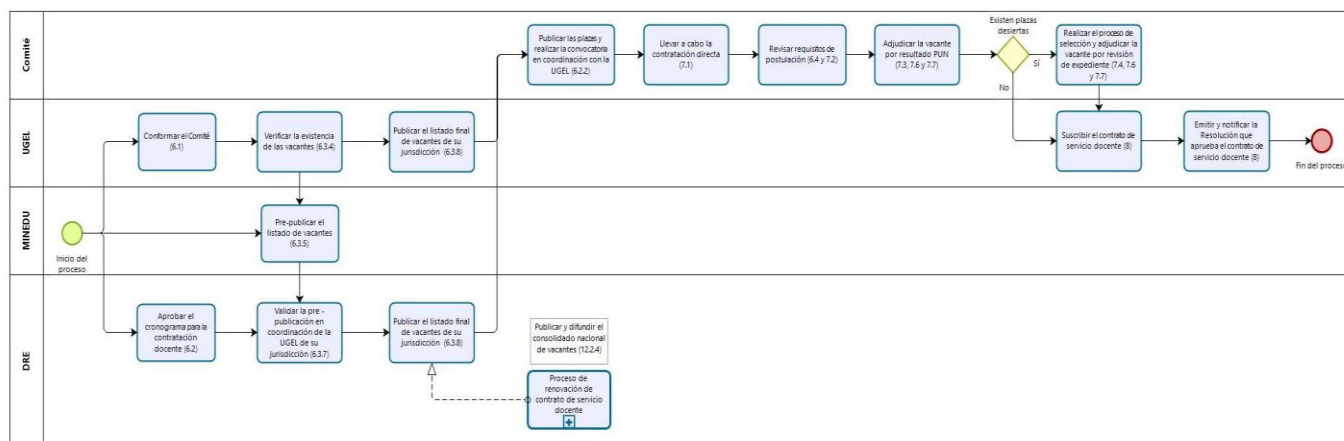 Comité
Publicar las plazas y
realizar la convocatoria
en coordinación con la
UGEL (6.2.2)
Llevar a cabo la
contratación directa
(7.1)
Revisar requisitos de
postulación (6.4 y 7.2)
Adjudicar la vacante
por resultado PUN
(7.3, 7.6 y 7.7)
Existen plazas
desiertas
Sí
No
Realizar el proceso de
selección y adjudicar la
vacante por revisión
de expediente (7.4, 7.6
y 7.7)
UGEL
Conformar el Comité
(6.1)
Verificar la existencia
de las vacantes (6.3.4)
Publicar el listado final
de vacantes de su
jurisdicción (6.3.8)
Suscribir el contrato de
servicio docente (8)
Emitir y notificar la
Resolución que
aprueba el contrato de
servicio docente (8)
Fin del proceso
MINEDU
Inicio del
proceso
Pre-publicar el
listado de vacantes
(6.3.5)
DRE
Aprobar el
cronograma para la
contratación
docente (6.2)
Validar la pre -
publicación en
coordinación de la
UGEL de su
jurisdicción (6.3.7)
Publicar el listado final
de vacantes de su
jurisdicción (6.3.8)
Publicar y difundir el
consolidado nacional
de vacantes (12.2.4)
Proceso de
renovación de
contrato de servicio
docente